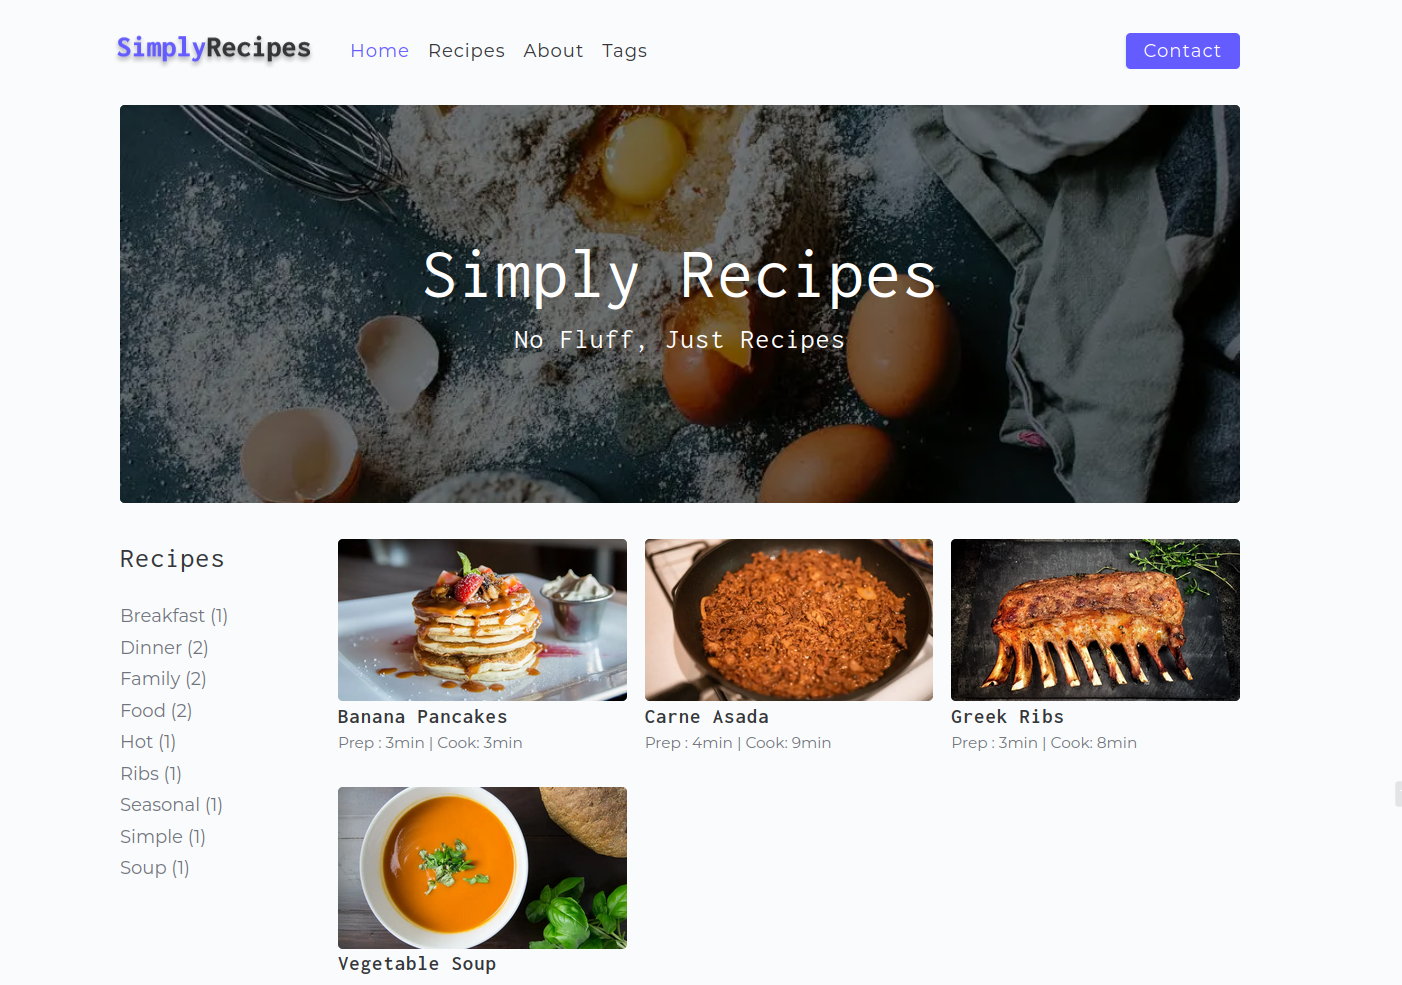 SimplyRecipes
Home Recipes About Tags
Contact
Simply Recipes
No Fluff, Just Recipes
Recipes
Breakfast (1)
Dinner (2)
Family (2)
Food (2)
Hot (1)
Ribs (1)
Seasonal (1)
Simple (1)
Soup (1)
Banana Pancakes
Prep : 3min | Cook: 3min
Carne Asada
Prep : 4min | Cook: 9min
Greek Ribs
Prep : 3min | Cook: 8min
Vegetable Soup